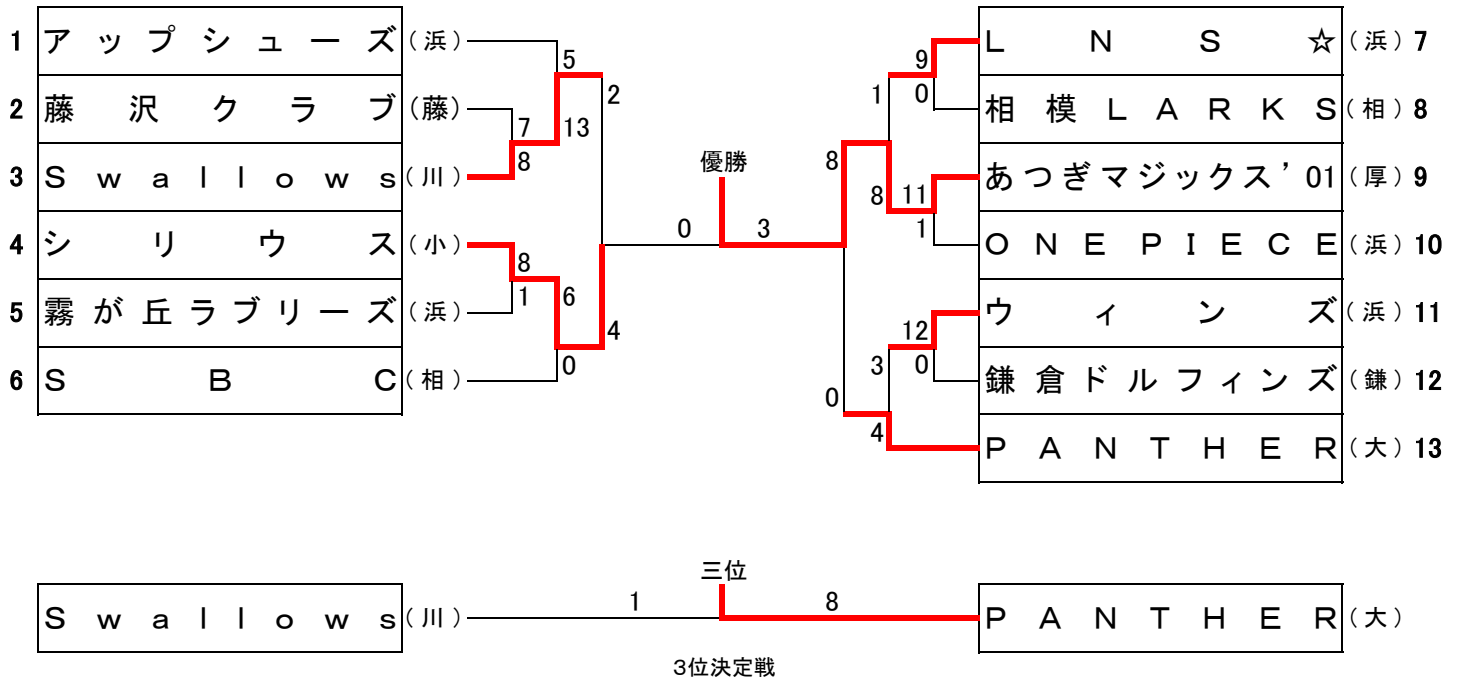 1 アップシューズ(浜)
2 藤沢クラブ(藤)
3 Swallows(川)
4 シリウス(小)
5 霧が丘ラブリーズ(浜)
6 SBC(相)
5
13
7
8
2
8
1
6
0
4
優勝
0 3
8
0
1
8
9
0
11
1
3
4
12
0
LNS☆(浜) 7
相模LARKS(相) 8
あつぎマジックス’01(厚) 9
ONE PIECE(浜) 10
ウィンズ(浜) 11
鎌倉ドルフィンズ(鎌) 12
PANTHER(大) 13
三位
Swallows(川) 1 8 PANTHER(大)
3位決定戦